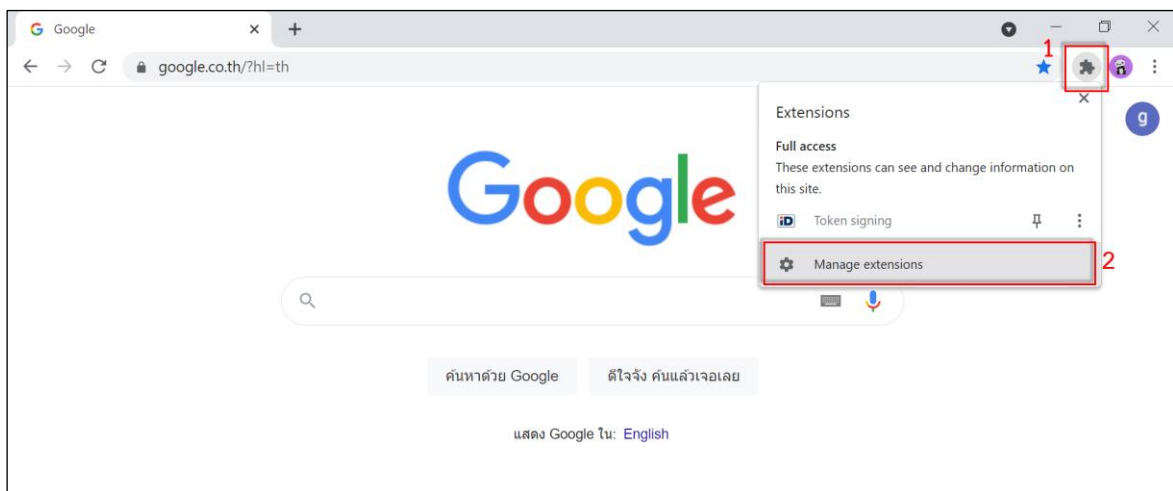 Google
google.co.th/?hl=th
1
g
Extensions
Full access
These extensions can see and change information on
this site.
iD Token signing
Manage extensions 2
Google
ค้นหาด้วย Google ดีใจจัง ค้นแล้วเจอเลย
แสดง Google ใน: English